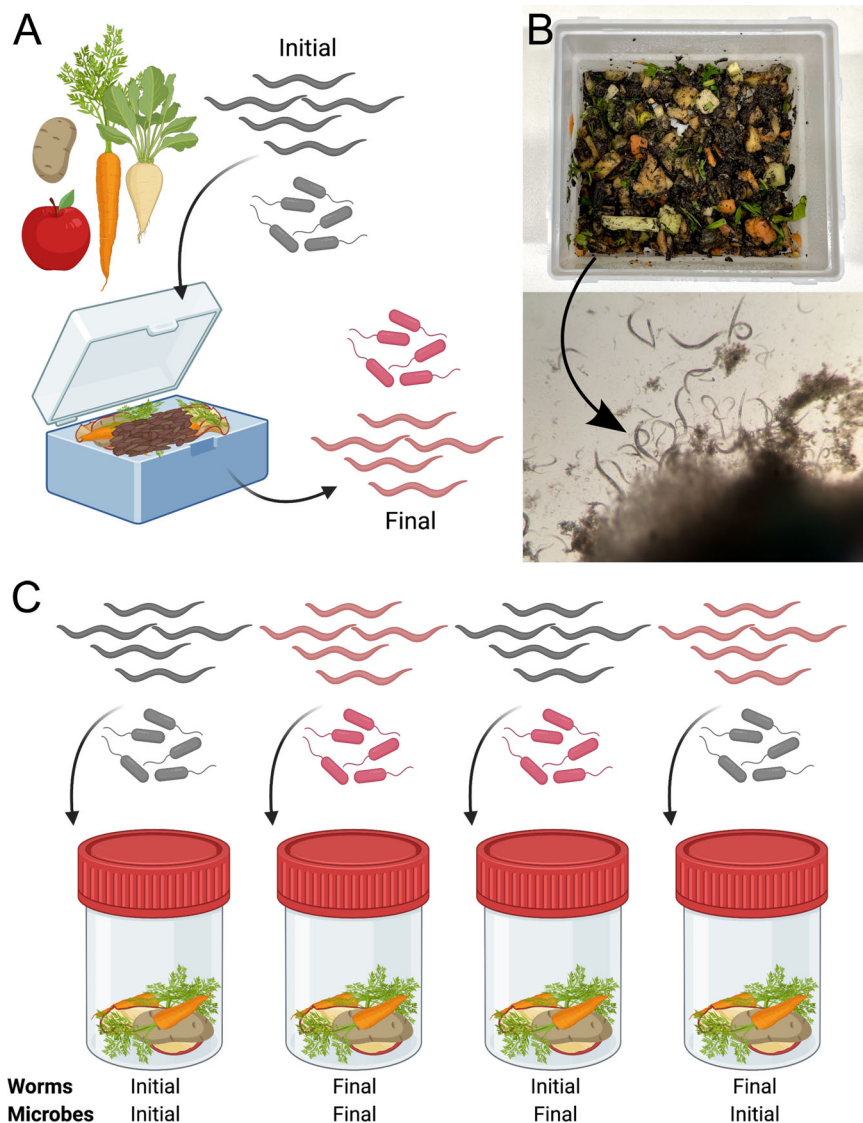 A
Initial
Final
B
C
Worms Initial Final Initial Final
Microbes Initial Final Final Initial